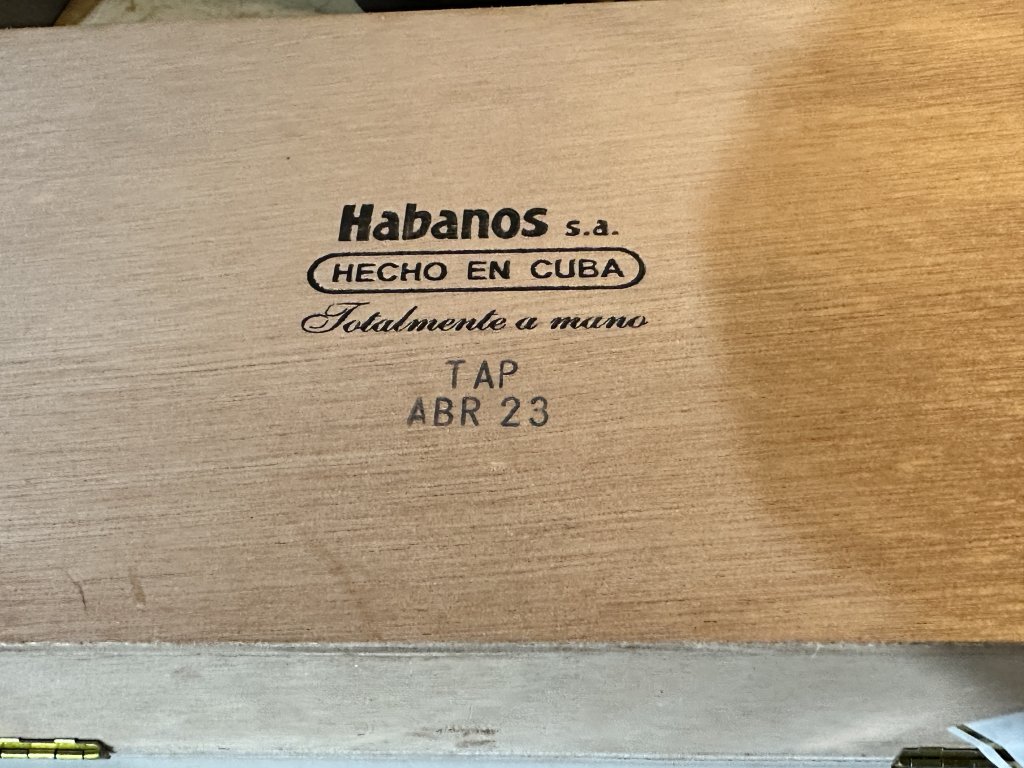 Habanos s.a.
HECHO EN CUBA
Totalmente a mano
TAP
ABR 23